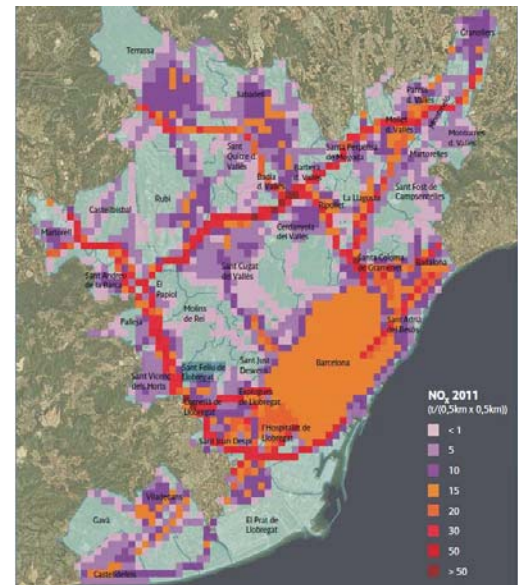 Granollers
Terrassa
Sabadell
Parets d. Vallès
Mollet d. Vallès
Montornès d. Vallès
Martorelles
Santa Perpètua de Mogoda
Sant Quirze d. Vallès
Badia d. Vallès
Barberà d. Vallès
Sant Fost de Campsentelles
La Llagosta
Ripollet
Rubí
Castellbisbal
Cerdanyola del Vallès
Martorell
Sant Cugat del Vallès
Santa Coloma de Gramenet
Badalona
Sant Andreu de la Barca
El Papiol
Molins de Rei
Pallejà
Sant Adrià del Besòs
Sant Just Desvern
Barcelona
Sant Feliu de Llobregat
Sant Vicenç dels Horts
Esplugues de Llobregat
Cornellà de Llobregat
l'Hospitalet de Llobregat
Sant Joan Despí
Viladecans
Gavà
El Prat de Llobregat
Castelldefels
NOx 2011
(t/(0,5km x 0,5km))
< 1
5
10
15
20
30
50
> 50